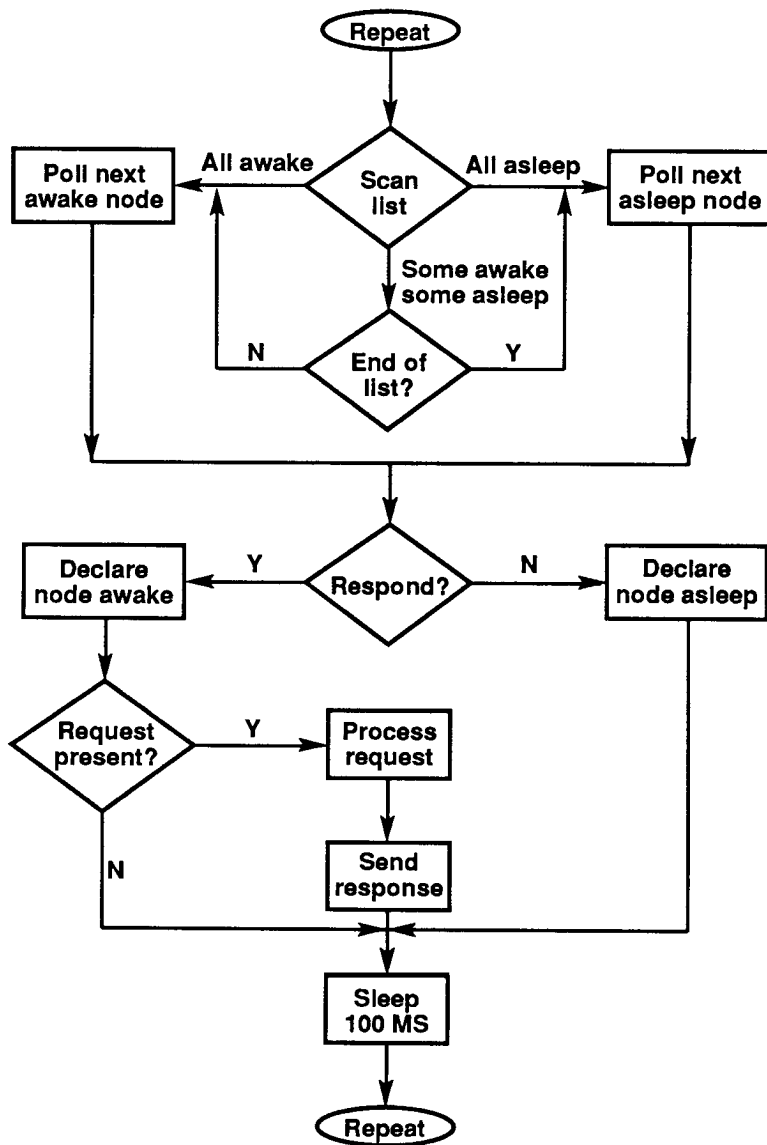 Repeat
All awake
All asleep
Poll next
awake node
Scan
list
Poll next
asleep node
Some awake
some asleep
N
End of
list?
Y
Declare
node awake
Y
Respond?
N
Declare
node asleep
Request
present?
Y
Process
request
N
Send
response
Sleep
100 MS
Repeat